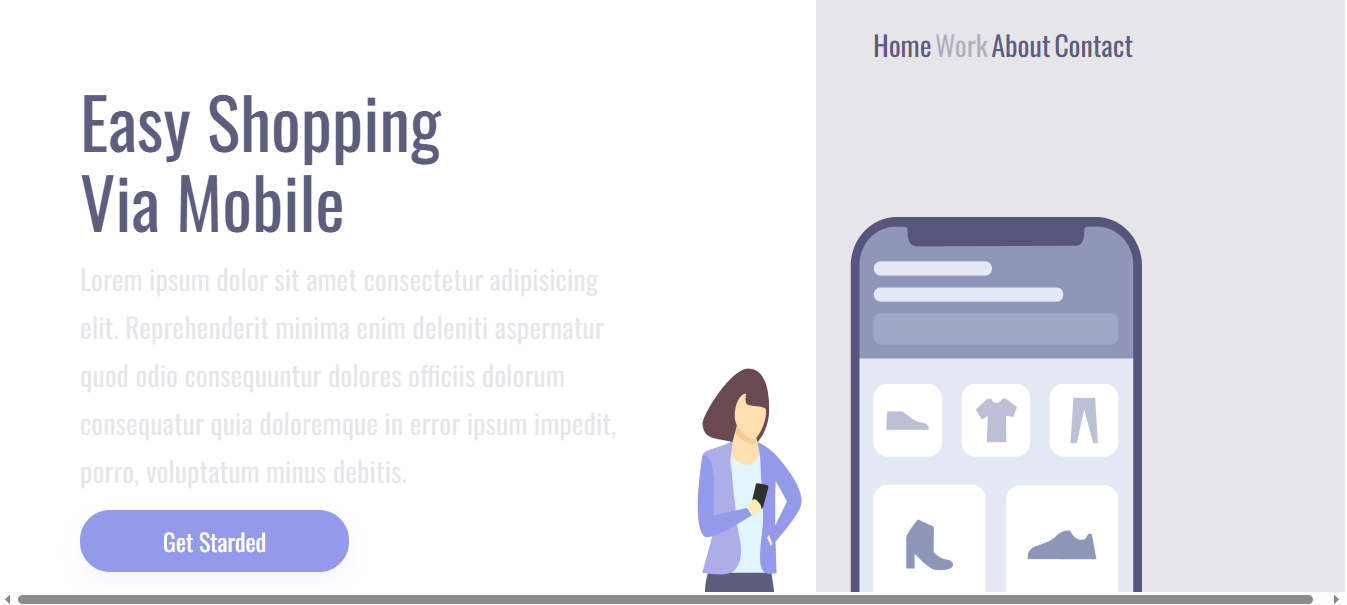 Home Work About Contact
Easy Shopping
Via Mobile
Lorem ipsum dolor sit amet consectetur adipisicing
elit. Reprehenderit minima enim deleniti aspernatur
quod odio consequuntur dolores officiis dolorum
consequatur quia doloremque in error ipsum impedit,
porro, voluptatum minus debitis.
Get Starded